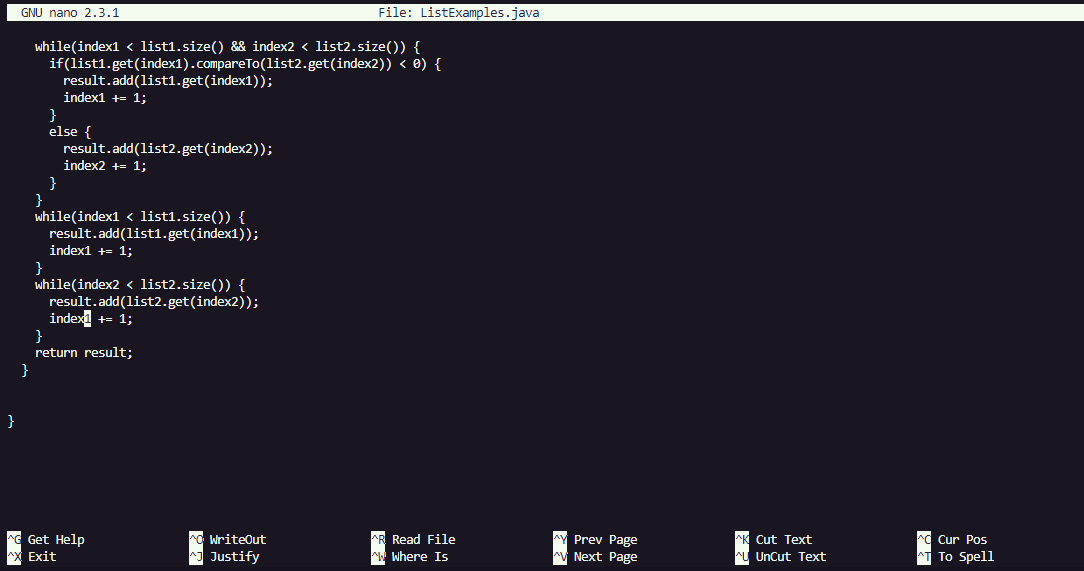 GNU nano 2.3.1 File: ListExamples.java
while(index1 < list1.size() && index2 < list2.size()) {
if(list1.get(index1).compareTo(list2.get(index2)) < 0) {
result.add(list1.get(index1));
index1 += 1;
}
else {
result.add(list2.get(index2));
index2 += 1;
}
}
while(index1 < list1.size()) {
result.add(list1.get(index1));
index1 += 1;
}
while(index2 < list2.size()) {
result.add(list2.get(index2));
index1 += 1;
}
return result;
}
}
^G Get Help ^O WriteOut ^R Read File ^Y Prev Page ^K Cut Text ^C Cur Pos
^X Exit ^J Justify ^W Where Is ^V Next Page ^U UnCut Text ^T To Spell